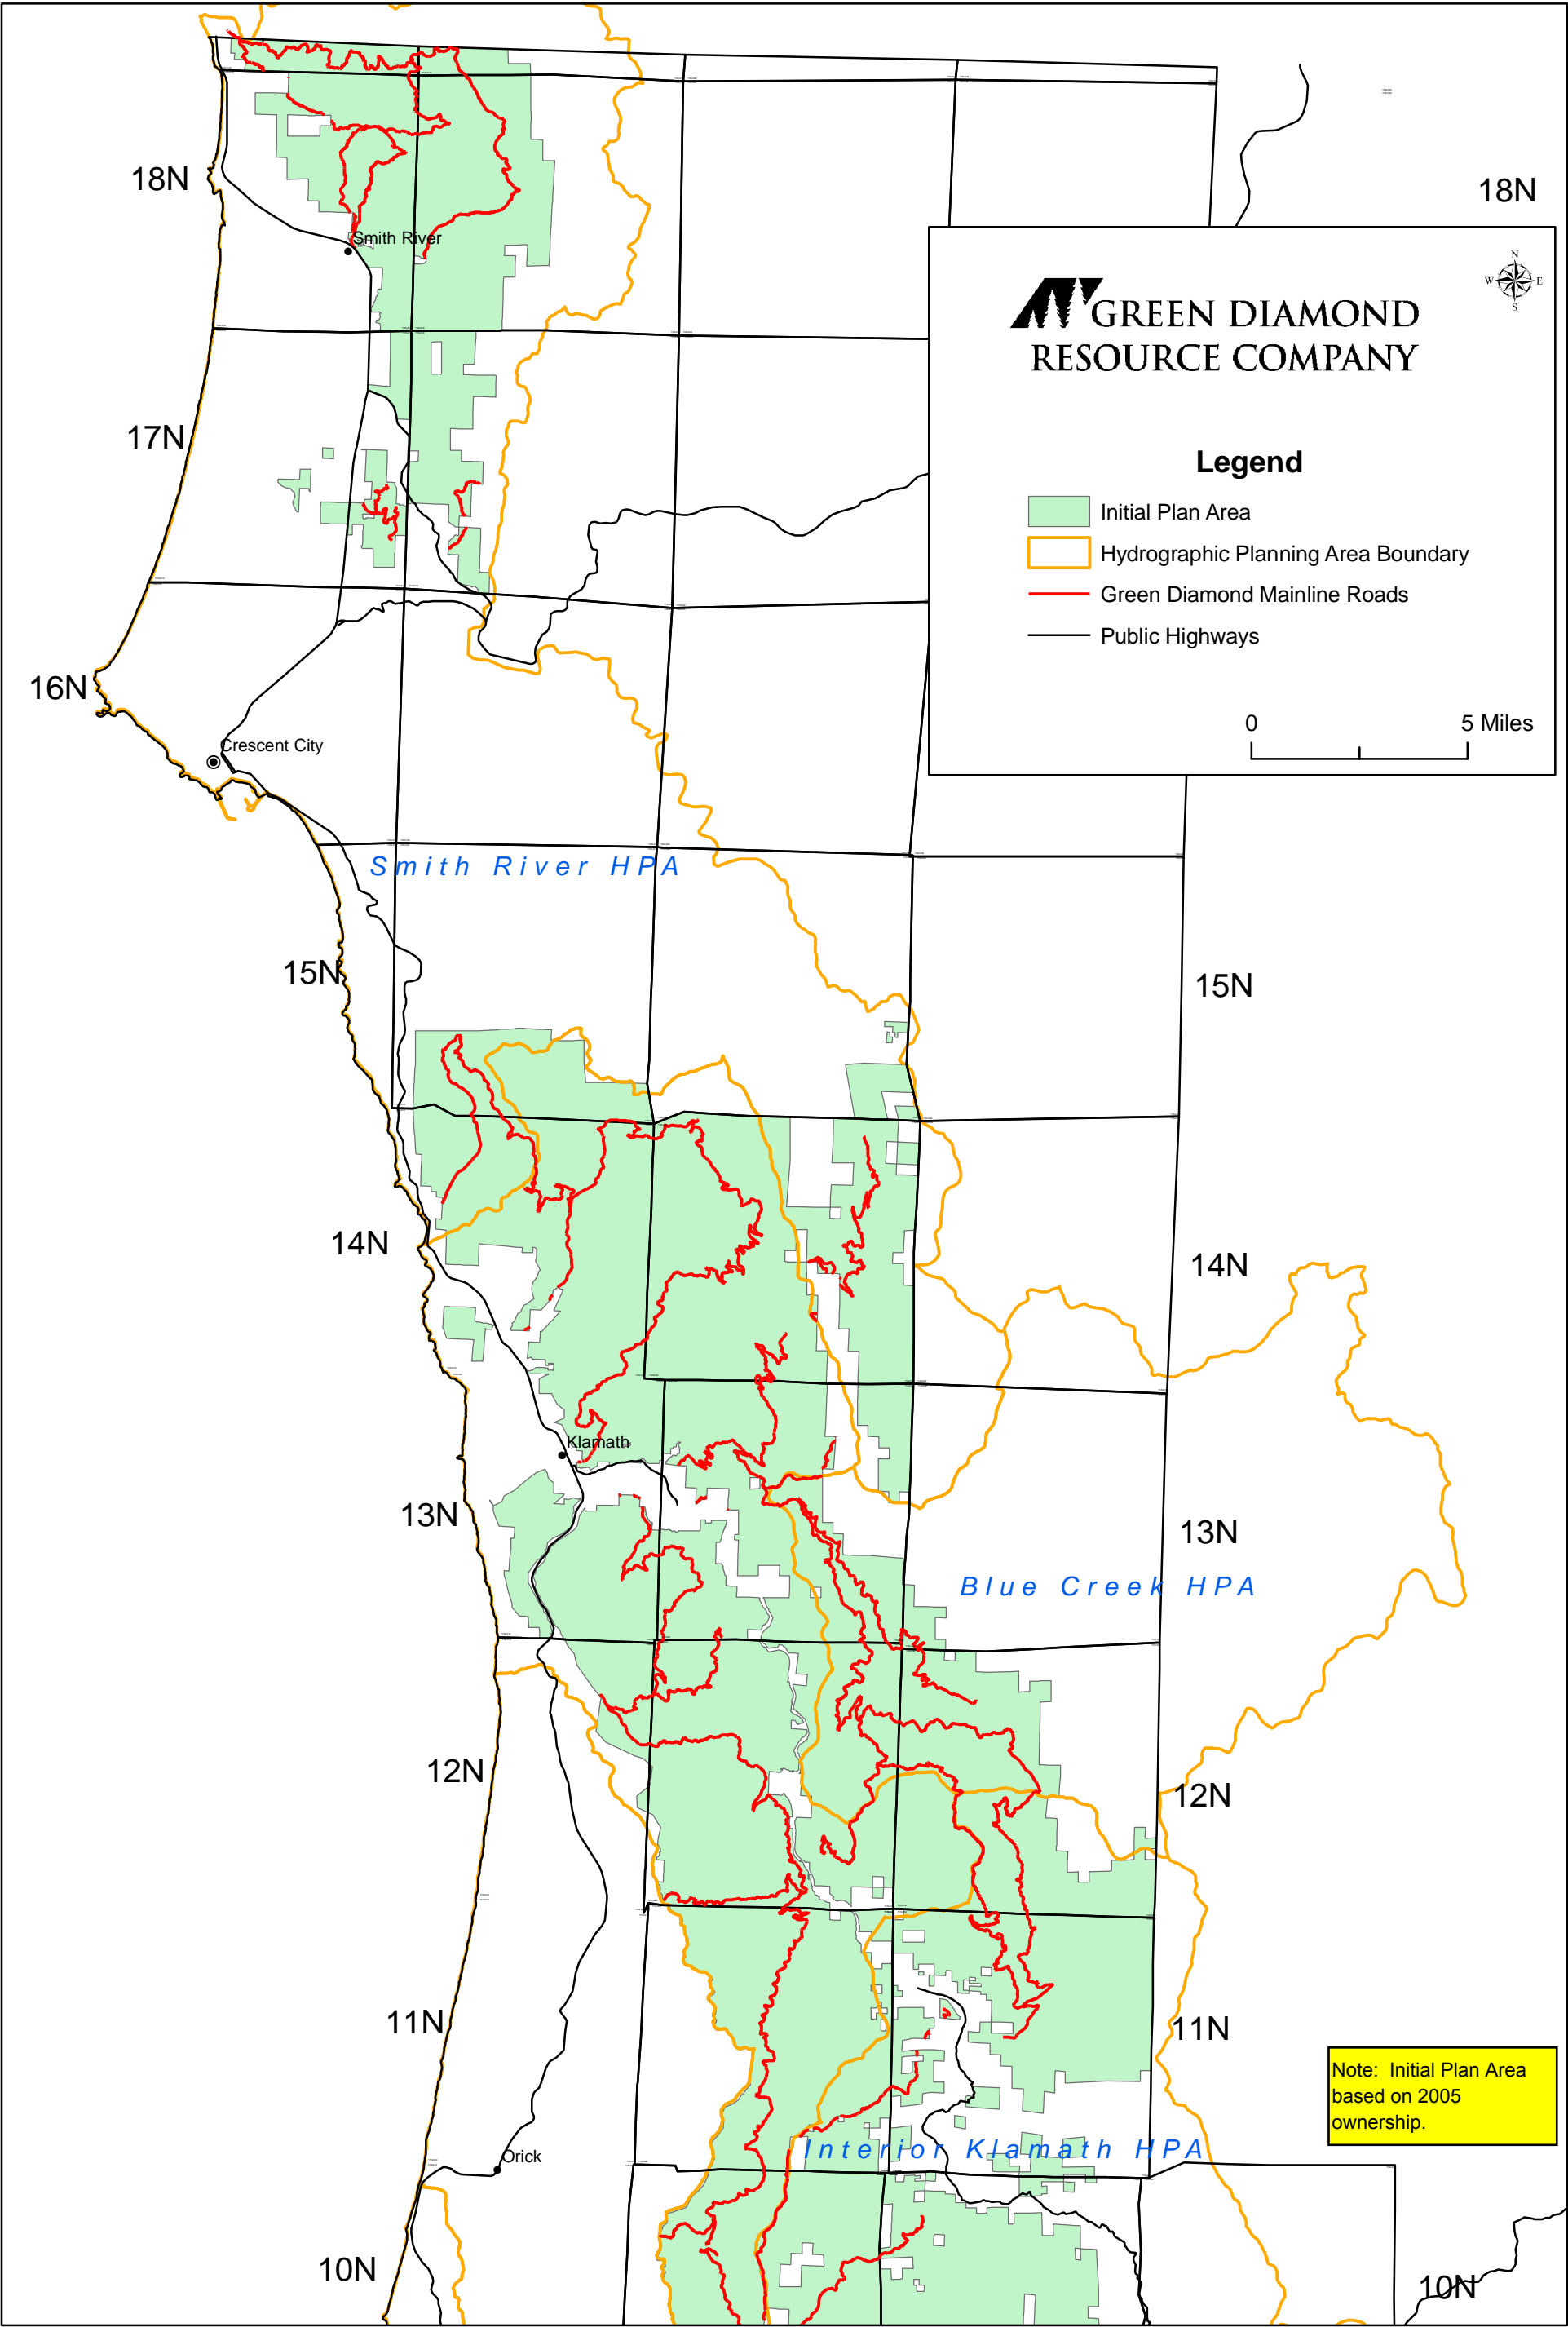 18N
18N
Smith River
N
W E
S
GREEN DIAMOND
RESOURCE COMPANY
17N
Legend
Initial Plan Area
Hydrographic Planning Area Boundary
Green Diamond Mainline Roads
Public Highways
16N
0 5 Miles
Crescent City
Smith River HPA
15N
15N
14N
14N
Klamath
13N
13N
Blue Creek HPA
12N
12N
11N
11N
Note: Initial Plan Area
based on 2005
ownership.
Interior Klamath HPA
Orick
10N
10N